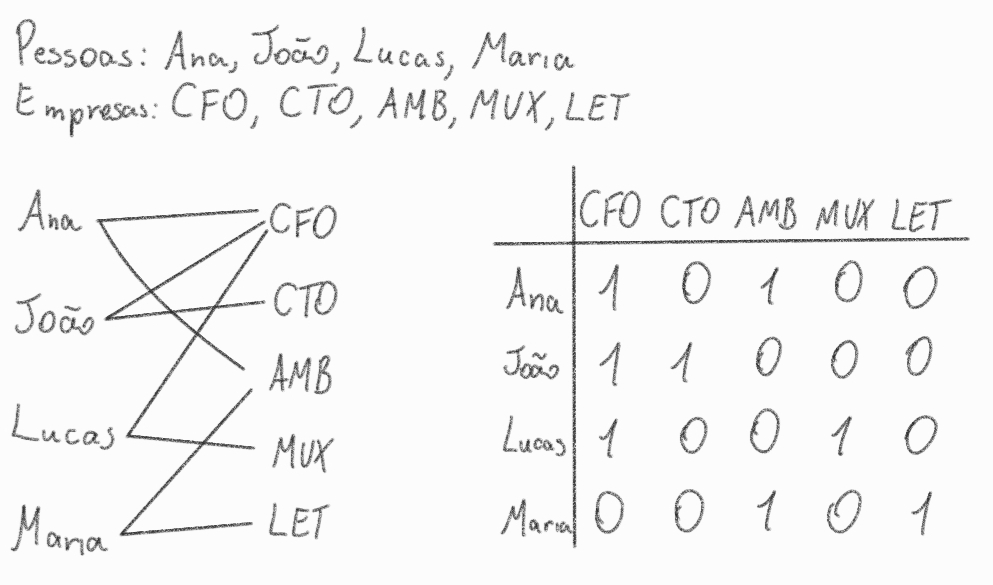 Pessoas: Ana, João, Lucas, Maria
Empresas: CFO, CTO, AMB, MUX, LET
Ana
João
Lucas
Maria
CFO
CTO
AMB
MUX
LET
CFO CTO AMB MUX LET
Ana 1 0 1 0 0
João 1 1 0 0 0
Lucas 1 0 0 1 0
Maria 0 0 1 0 1